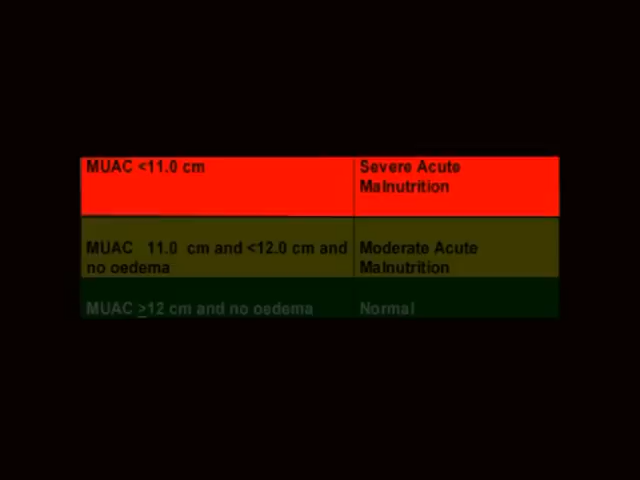 MUAC <11.0 cm
Severe Acute
Malnutrition
MUAC 11.0 cm and <12.0 cm and
no oedema
Moderate Acute
Malnutrition
MUAC >12 cm and no oedema
Normal